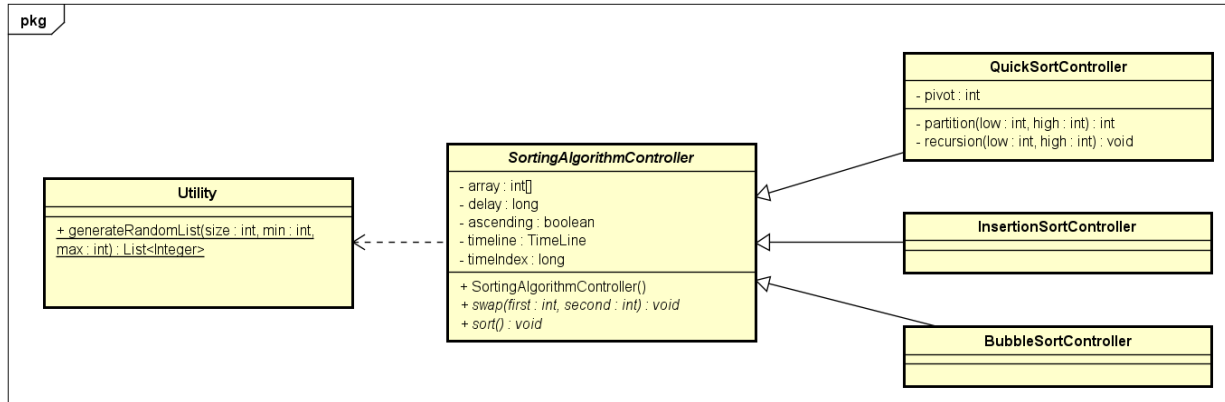 pkg
Utility
+ generateRandomList(size : int, min : int,
max : int) : List<Integer>
SortingAlgorithmController
- array : int[]
- delay : long
- ascending : boolean
- timeline : TimeLine
- timeIndex : long
+ SortingAlgorithmController()
+ swap(first : int, second : int) : void
+ sort() : void
QuickSortController
- pivot : int
- partition(low : int, high : int) : int
- recursion(low : int, high : int) : void
InsertionSortController
BubbleSortController